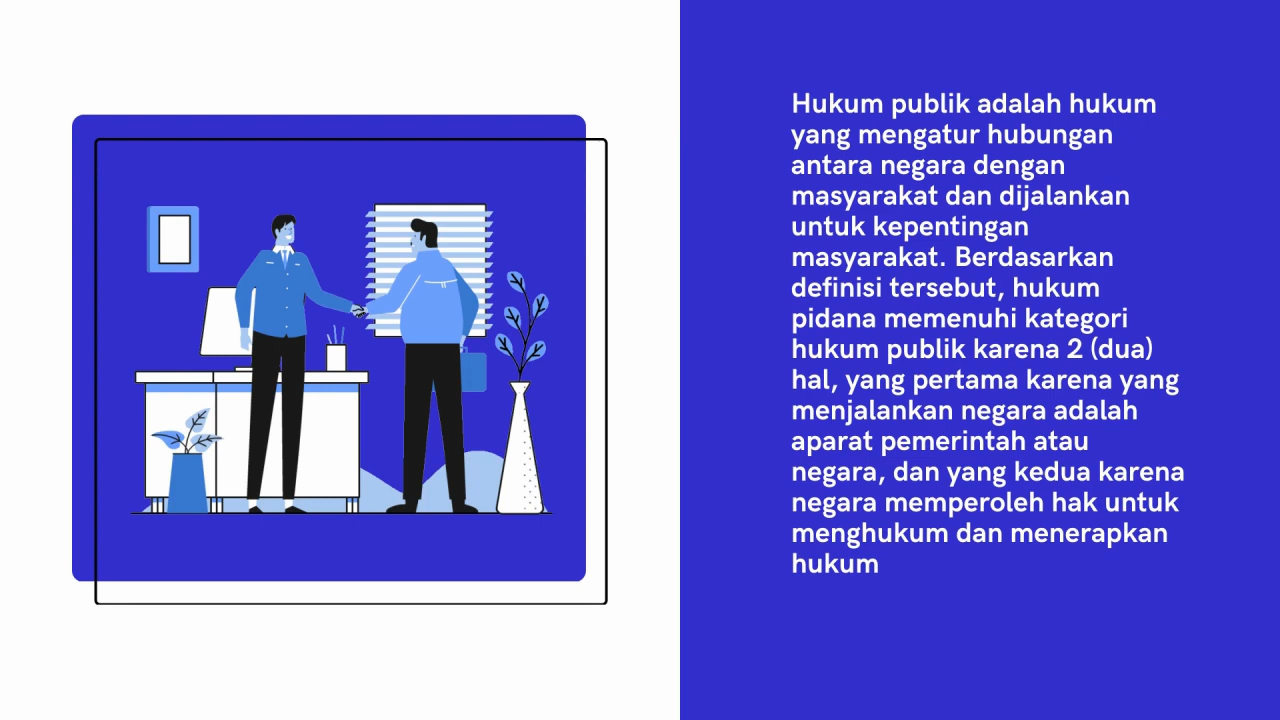 Hukum publik adalah hukum
yang mengatur hubungan
antara negara dengan
masyarakat dan dijalankan
untuk kepentingan
masyarakat. Berdasarkan
definisi tersebut, hukum
pidana memenuhi kategori
hukum publik karena 2 (dua)
hal, yang pertama karena yang
menjalankan negara adalah
aparat pemerintah atau
negara, dan yang kedua karena
negara memperoleh hak untuk
menghukum dan menerapkan
hukum